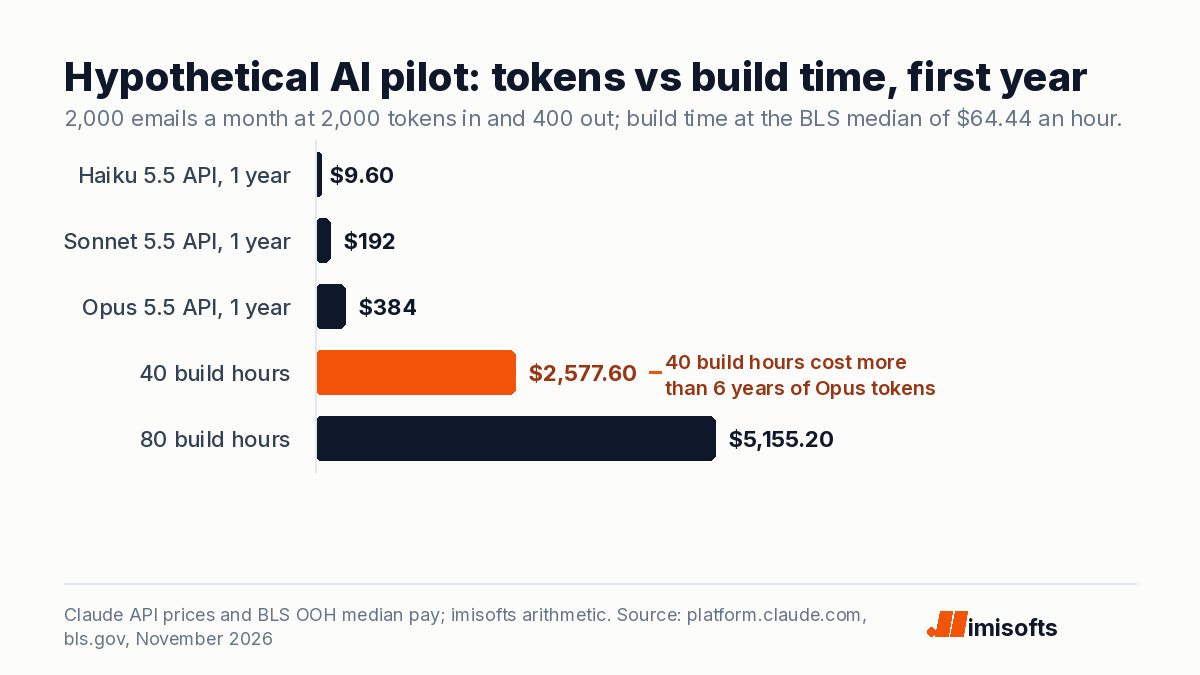 Hypothetical AI pilot: tokens vs build time, first year
2,000 emails a month at 2,000 tokens in and 400 out; build time at the BLS median of $64.44 an hour.
Haiku 5.5 API, 1 year $9.60
Sonnet 5.5 API, 1 year $192
Opus 5.5 API, 1 year $384
40 build hours $2,577.60
40 build hours cost more
than 6 years of Opus tokens
80 build hours $5,155.20
Claude API prices and BLS OOH median pay; imisofts arithmetic. Source: platform.claude.com,
bls.gov, November 2026
imisofts